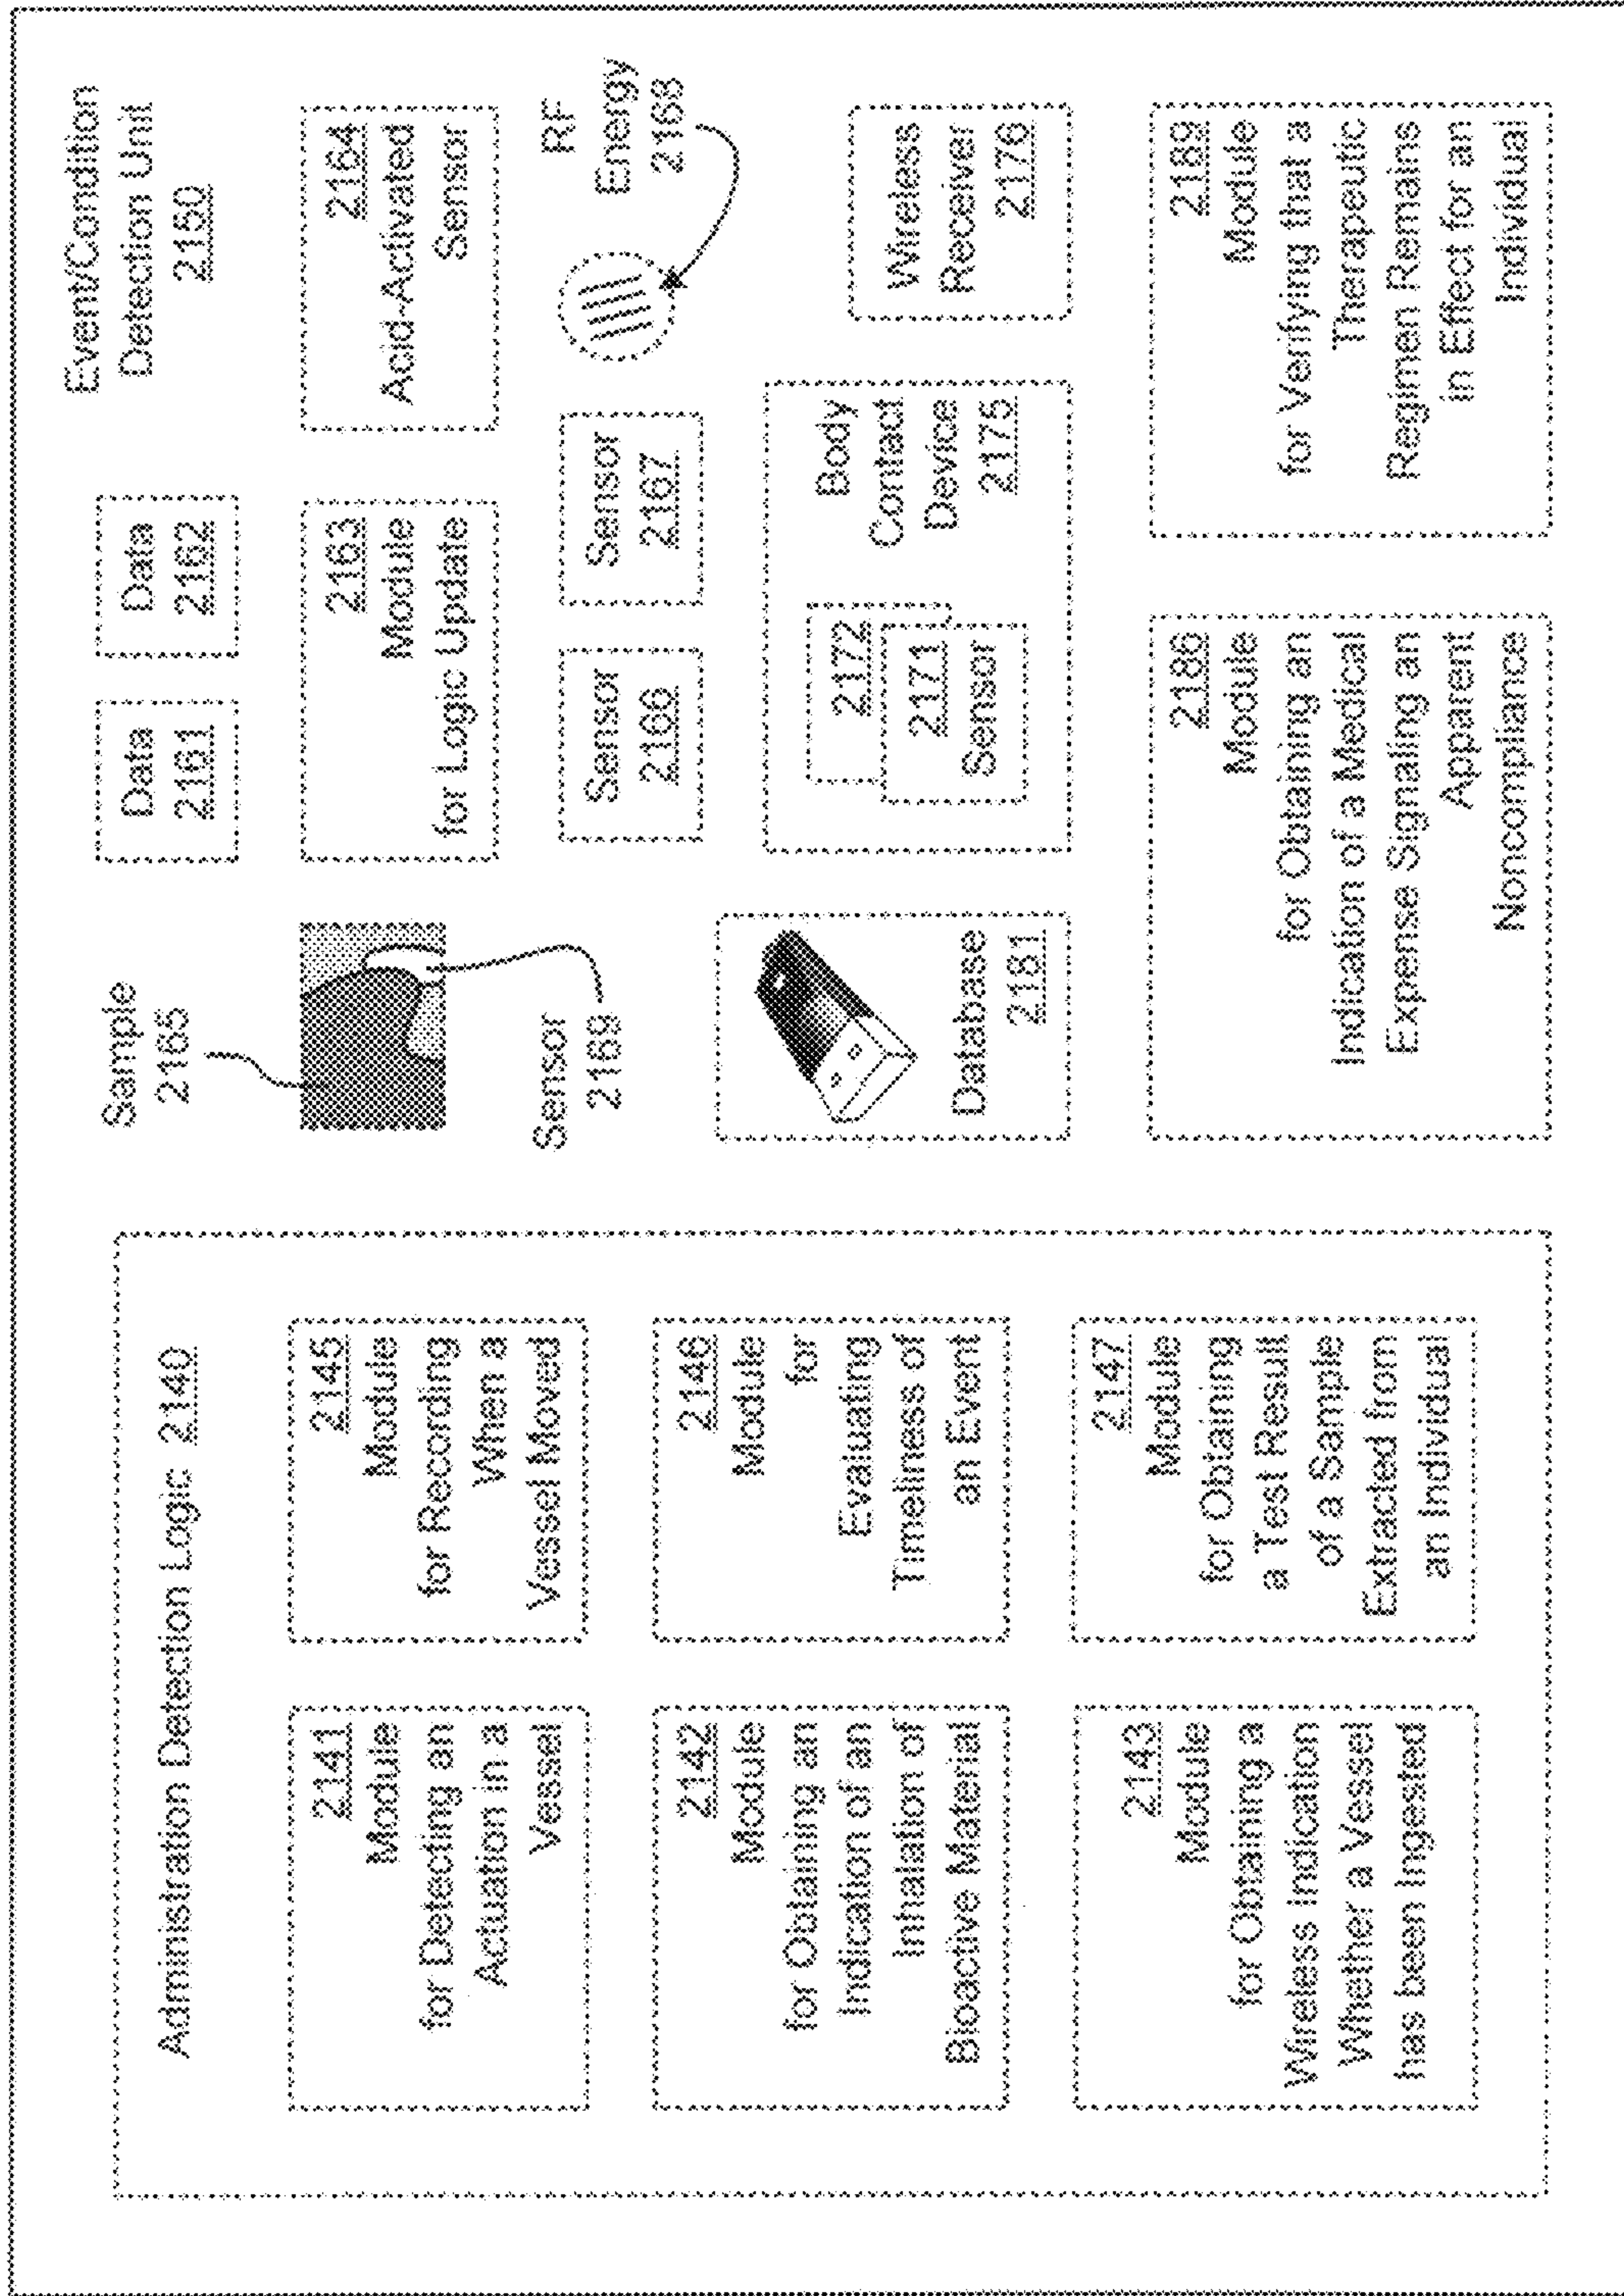 Administration Detection Logic 2140
2141
Module
for Detecting an
Actuation in a
Vessel
2145
Module
for Recording
When a
Vessel Moved
2142
Module
for Obtaining an
Indication of an
Inhalation of
Bioactive Material
2146
Module
for
Evaluating
Timeliness of
an Event
2143
Module
for Obtaining a
Wireless Indication
Whether a Vessel
has been Ingested
2147
Module
for Obtaining
a Test Result
of a Sample
Extracted from
an Individual
Event/Condition
Detection Unit
2150
Sample
2165
Data
2161
Data
2162
2163
Module
for Logic Update
2164
Acid-Activated
Sensor
Sensor
2169
Sensor
2166
Sensor
2167
RF
Energy
2168
Database
2181
2172
2171
Sensor
Body
Contact
Device
2175
Wireless
Receiver
2176
2186
Module
for Obtaining an
Indication of a Medical
Expense Signaling an
Apparent
Noncompliance
2189
Module
for Verifying that a
Therapeutic
Regimen Remains
in Effect for an
Individual